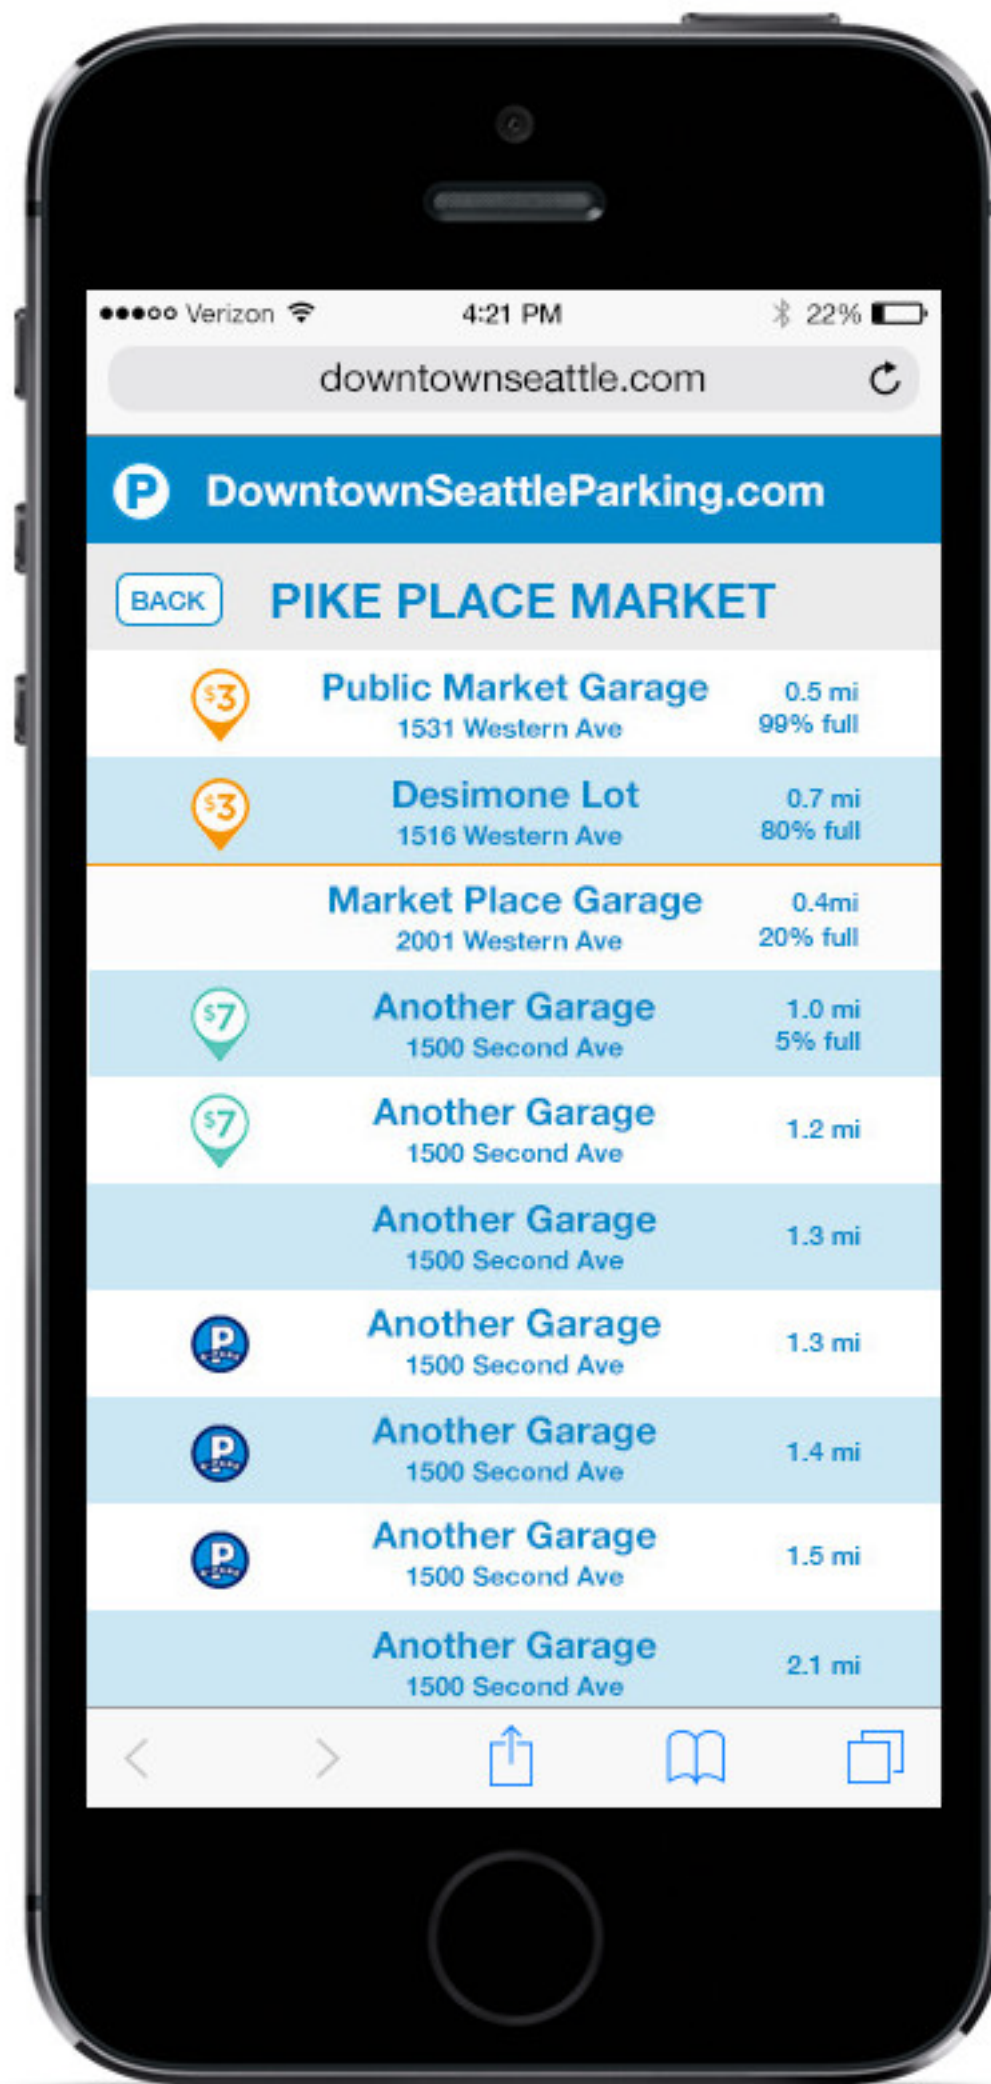 Verizon 4:21 PM 22%
downtownseattle.com
P DowntownSeattleParking.com
BACK PIKE PLACE MARKET
$3 Public Market Garage 0.5 mi
1531 Western Ave 99% full
$3 Desimone Lot 0.7 mi
1516 Western Ave 80% full
Market Place Garage 0.4mi
2001 Western Ave 20% full
$7 Another Garage 1.0 mi
1500 Second Ave 5% full
$7 Another Garage 1.2 mi
1500 Second Ave
Another Garage 1.3 mi
1500 Second Ave
P Another Garage 1.3 mi
1500 Second Ave
P Another Garage 1.4 mi
1500 Second Ave
P Another Garage 1.5 mi
1500 Second Ave
Another Garage 2.1 mi
1500 Second Ave